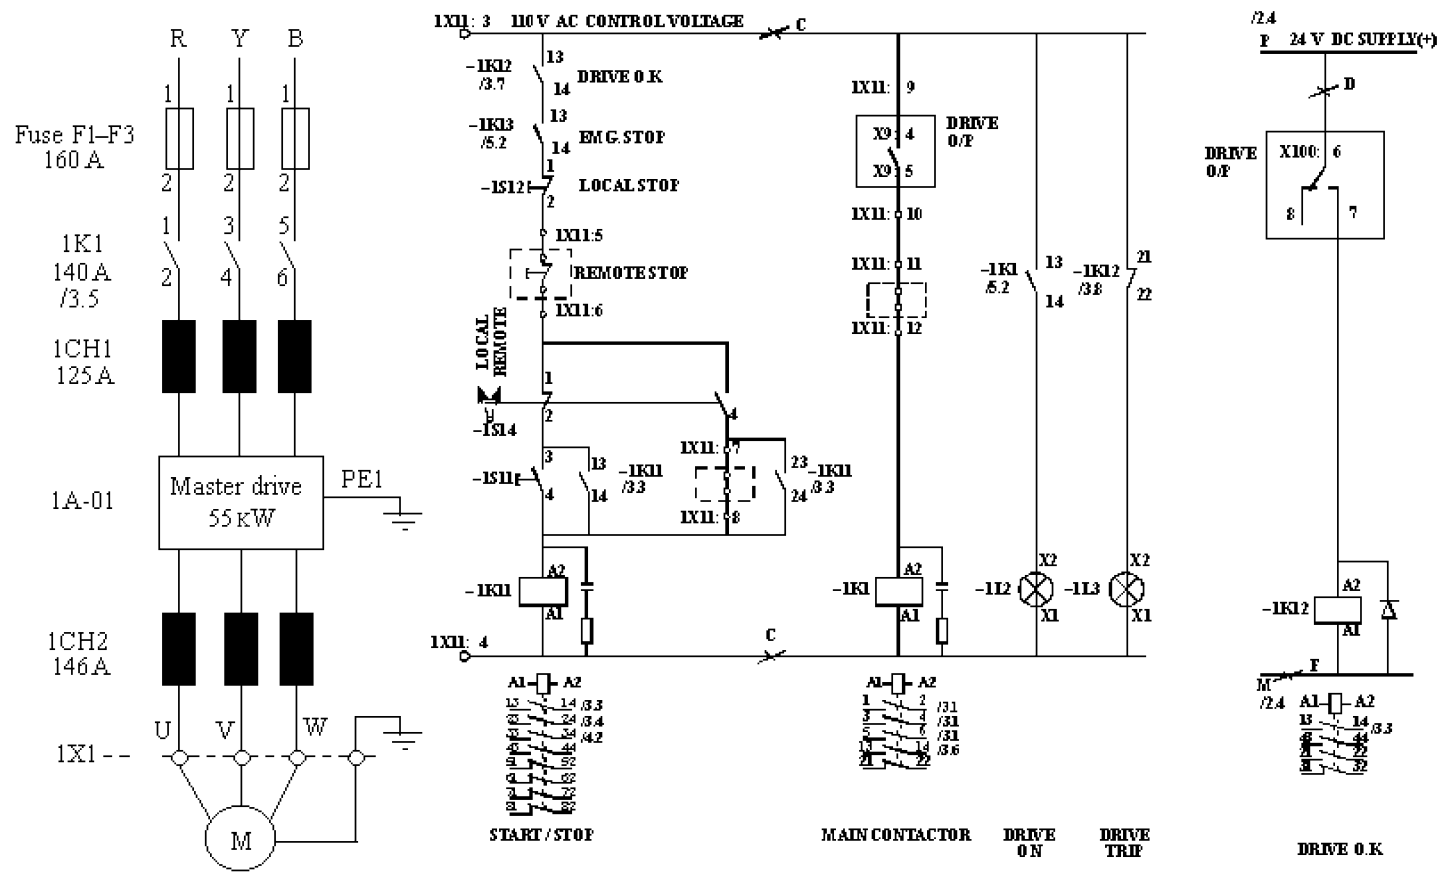 R Y B
1 1 1
Fuse F1–F3
160 A
2 2 2
1 3 5
1K1
140 A
/3.5
2 4 6
1CH1
125 A
Master drive
55 KW
PE1
1A-01
1CH2
146 A
U V W
1X1
M
1X11: 3 110 V AC CONTROL VOLTAGE C
–1K12
/3.7
13
14
DRIVE O.K
–1K13
/5.2
13
14
EMG. STOP
–1S12
1
2
LOCAL STOP
1X11:5
REMOTE STOP
1X11:6
LOCAL
REMOTE
–1S14
1
2
4
–1S11
3
4
13
14
–1K11
/3.3
1X11: 7
1X11: 8
23
24
–1K11
/3.3
–1K11
A2
A1
1X11: 4
C
A1 A2
13 14 /3.3
23 24 /3.4
/4.2
43 44
START / STOP
1X11: 9
X9: 4
X9: 5
DRIVE
O/P
1X11: 10
1X11: 11
1X11: 12
–1K1
A2
A1
A1 A2
1 2 /3.1
3 4 /3.1
5 6 /3.1
13 14 /3.6
21 22
MAIN CONTACTOR
–1K1
/5.2
13
14
–1L2
X2
X1
DRIVE
ON
–1K12
/3.8
21
22
–1L3
X2
X1
DRIVE
TRIP
/2.4
P 24 V DC SUPPLY(+)
D
DRIVE
O/P
X100: 6
8 7
–1K12
A2
A1
M F
/2.4
A1 A2
13 14 /3.3
44
21 22
31 32
DRIVE O.K